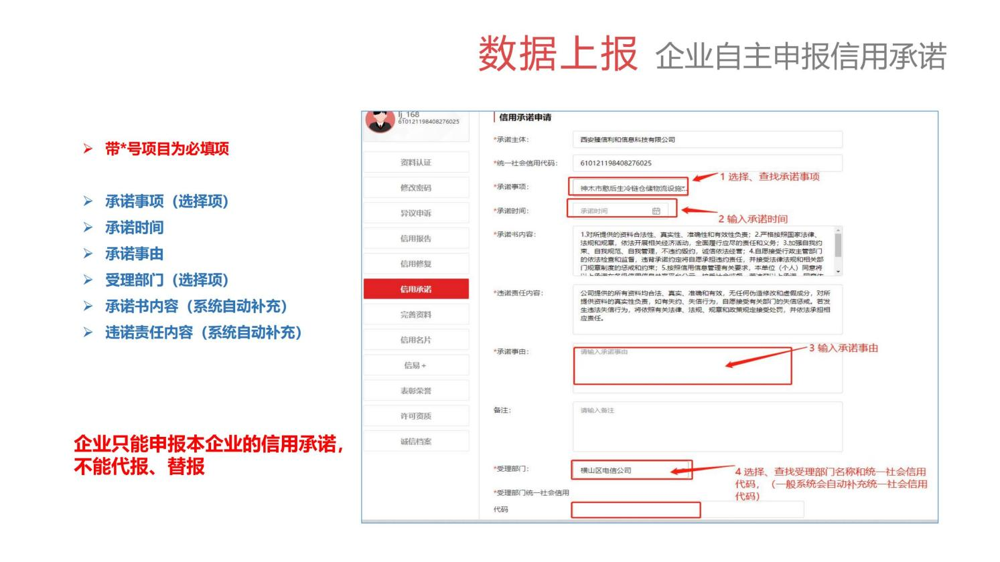 数据上报 企业自主申报信用承诺
带*号项目为必填项
承诺事项（选择项）
承诺时间
承诺事由
受理部门（选择项）
承诺书内容（系统自动补充）
违诺责任内容（系统自动补充）
企业只能申报本企业的信用承诺，
不能代报、替报
lj_168
610121198408276025
资料认证
修改密码
异议申诉
信用报告
信用修复
信用承诺
完善资料
信用名片
信易+
表彰荣誉
许可资质
诚信档案
信用承诺申请
*承诺主体：
西安臻信利和信息科技有限公司
*统一社会信用代码：
610121198408276025
*承诺事项：
神木市憨后生冷链仓储物流设施
1 选择、查找承诺事项
*承诺时间：
承诺时间
2 输入承诺时间
*承诺书内容：
1.对所提供的资料合法性、真实性、准确性和有效性负责；2.严格按照国家法律、
法规和规章，依法开展相关经济活动，全面履行应尽的责任和义务；3.加强自我约
束、自我规范、自我管理，不违约毁约，诚信依法经营；4.自愿接受行政主管部门
的依法检查和监督，违背承诺约定将自愿承担违约责任，并接受法律法规和相关部
门规章制度的惩戒和约束；5.按照信用信息管理有关要求，本单位（个人）同意将
*违诺责任内容：
公司提供的所有资料均合法、真实、准确和有效，无任何伪造修改和虚假成分，对所
提供资料的真实性负责，如有失约、失信行为，自愿接受有关部门的失信惩戒。若发
生违法失信行为，将依照有关法律、法规、规章和政策规定接受处罚，并依法承担相
应责任。
*承诺事由：
请输入承诺事由
3 输入承诺事由
备注：
请输入备注
*受理部门：
横山区电信公司
4 选择、查找受理部门名称和统一社会信用
代码，（一般系统会自动补充统一社会信用
代码）
*受理部门统一社会信用
代码